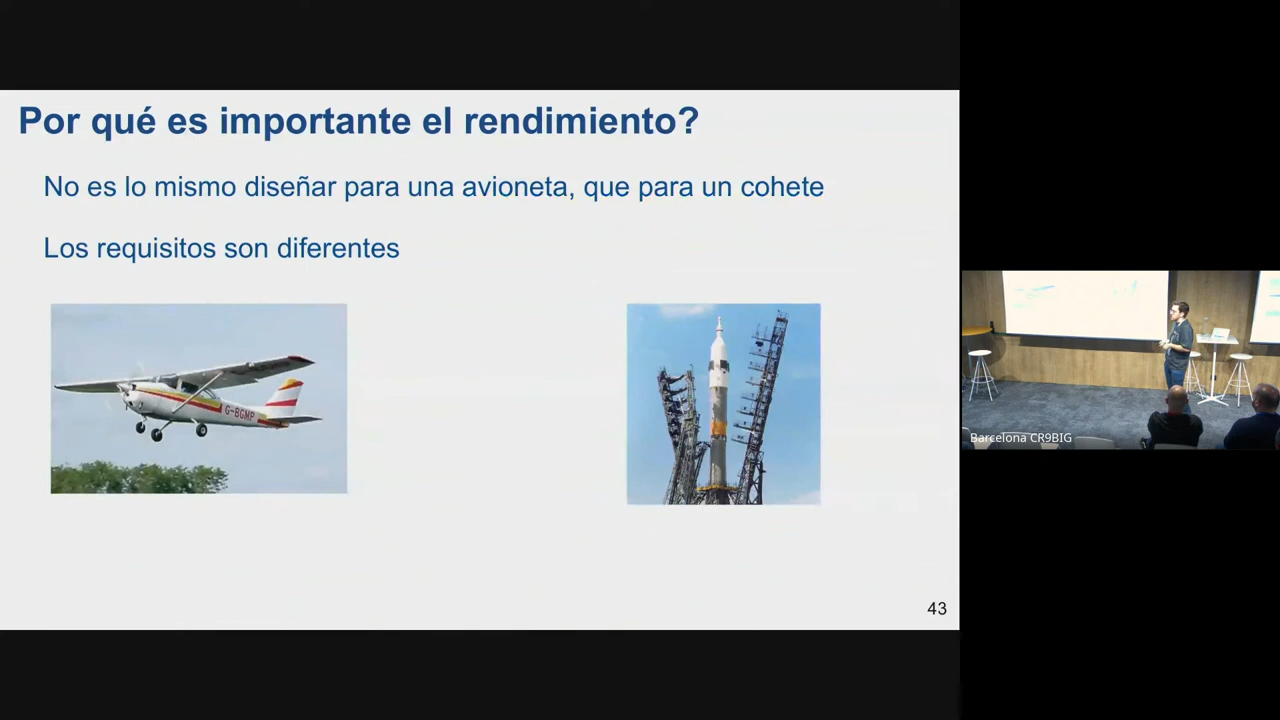 Por qué es importante el rendimiento?
No es lo mismo diseñar para una avioneta, que para un cohete
Los requisitos son diferentes
G-BGMP
43
Barcelona CR9BIG